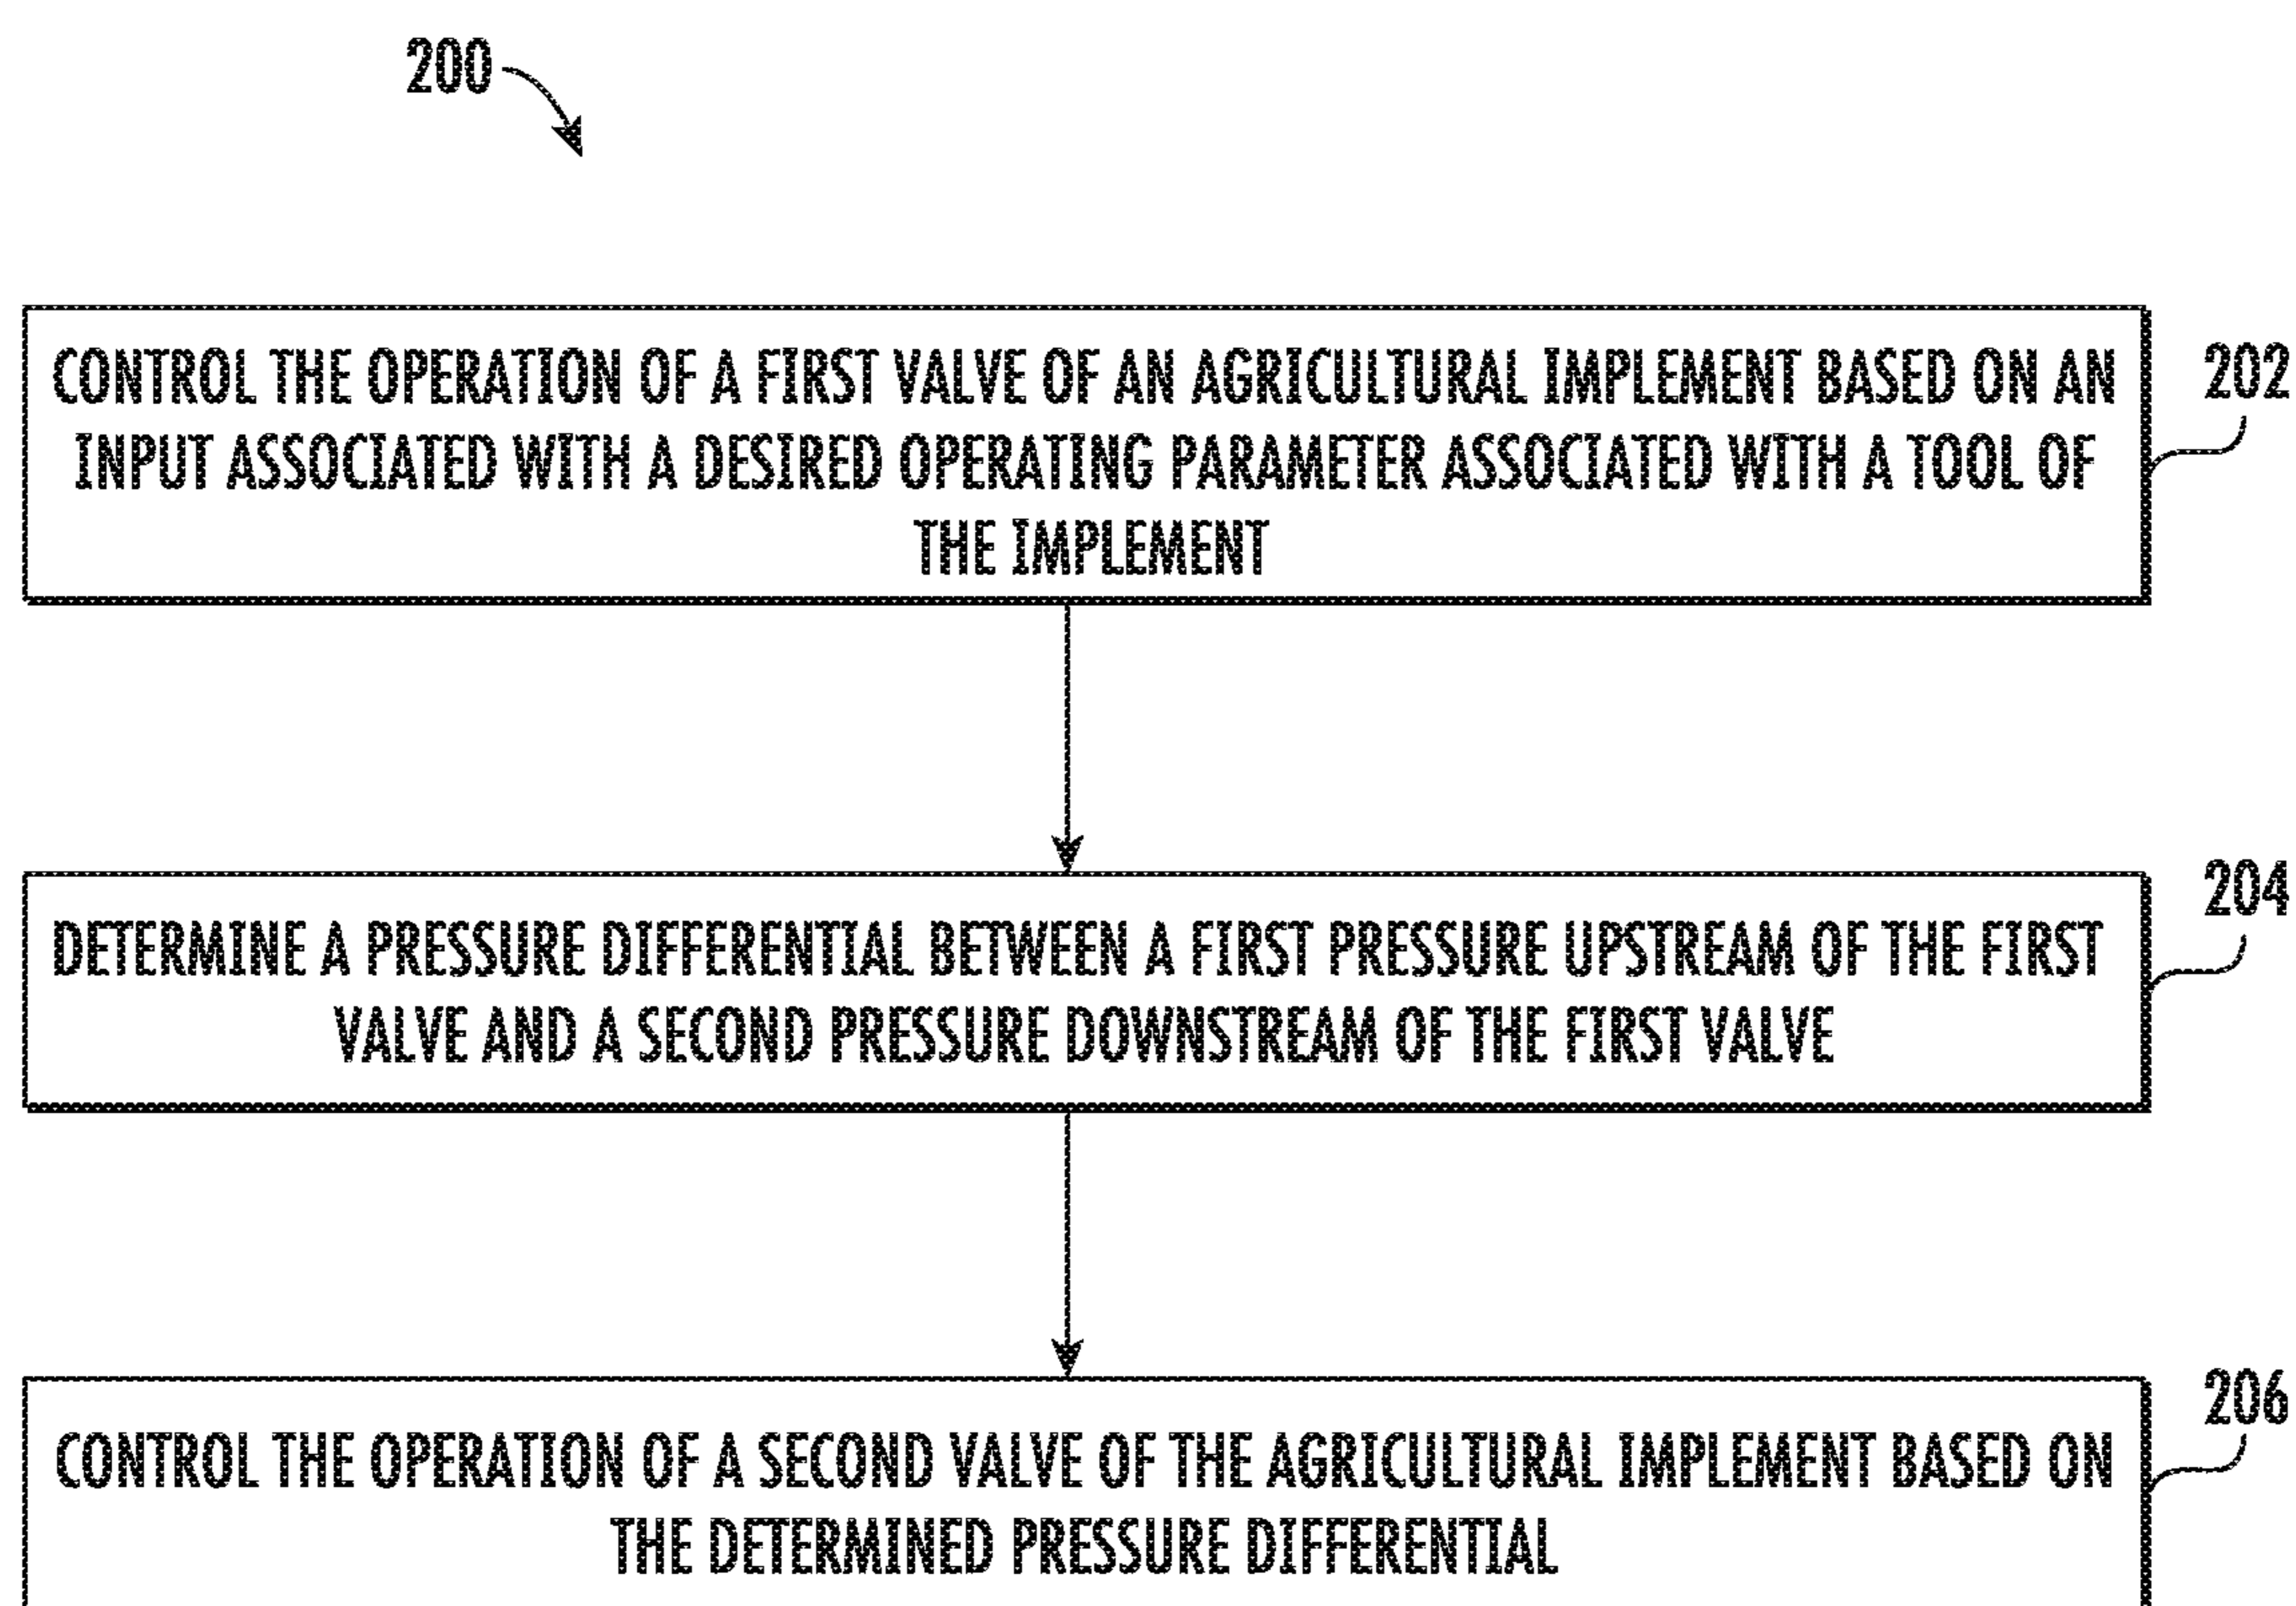 200
CONTROL THE OPERATION OF A FIRST VALVE OF AN AGRICULTURAL IMPLEMENT BASED ON AN
INPUT ASSOCIATED WITH A DESIRED OPERATING PARAMETER ASSOCIATED WITH A TOOL OF
THE IMPLEMENT
202
DETERMINE A PRESSURE DIFFERENTIAL BETWEEN A FIRST PRESSURE UPSTREAM OF THE FIRST
VALVE AND A SECOND PRESSURE DOWNSTREAM OF THE FIRST VALVE
204
CONTROL THE OPERATION OF A SECOND VALVE OF THE AGRICULTURAL IMPLEMENT BASED ON
THE DETERMINED PRESSURE DIFFERENTIAL
206